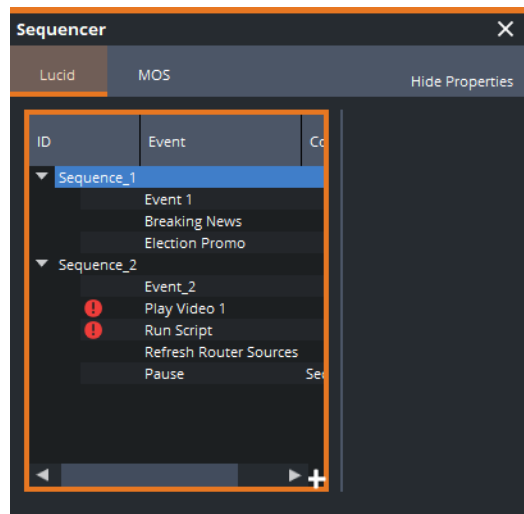 Sequencer
Lucid MOS Hide Properties
ID Event
Sequence_1
Event 1
Breaking News
Election Promo
Sequence_2
Event_2
Play Video 1
Run Script
Refresh Router Sources
Pause